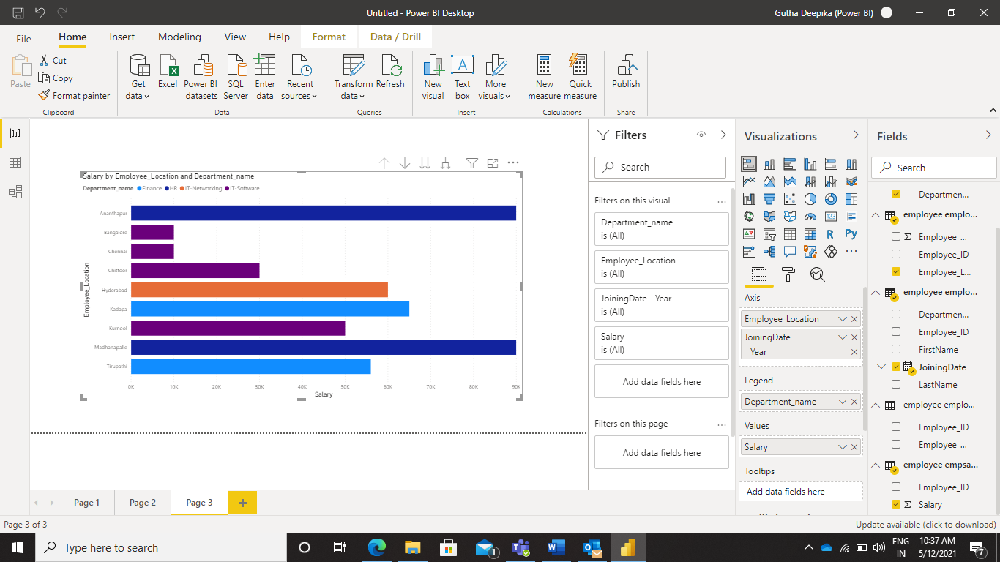 Untitled - Power BI Desktop
Gutha Deepika (Power BI)
File
Home
Insert
Modeling
View
Help
Format
Data / Drill
Paste
Cut
Copy
Format painter
Clipboard
Get data
Excel
Power BI datasets
SQL Server
Enter data
Recent sources
Data
Transform data
Refresh
Queries
New visual
Text box
More visuals
Insert
New measure
Quick measure
Calculations
Publish
Share
Salary by Employee_Location and Department_name
Department_name Finance HR IT-Networking IT-Software
Employee_Location
Ananthapur
Bangalore
Chennai
Chittoor
Hyderabad
Kadapa
Kurnool
Madhanapalle
Tirupathi
0K 10K 20K 30K 40K 50K 60K 70K 80K 90K
Salary
Filters
Search
Filters on this visual
Department_name
is (All)
Employee_Location
is (All)
JoiningDate - Year
is (All)
Salary
is (All)
Add data fields here
Filters on this page
Add data fields here
Visualizations
123
R
Py
Axis
Employee_Location
JoiningDate
Year
Legend
Department_name
Values
Salary
Tooltips
Add data fields here
Fields
Search
Departmen...
employee emplo...
Σ Employee_...
Employee_ID
Employee_L...
employee emplo...
Departmen...
Employee_ID
FirstName
JoiningDate
LastName
employee emplo...
Employee_ID
Employee_...
employee empsa...
Employee_ID
Σ Salary
Page 1
Page 2
Page 3
Page 3 of 3
Update available (click to download)
Type here to search
1
ENG
IN
10:37 AM
5/12/2021
7